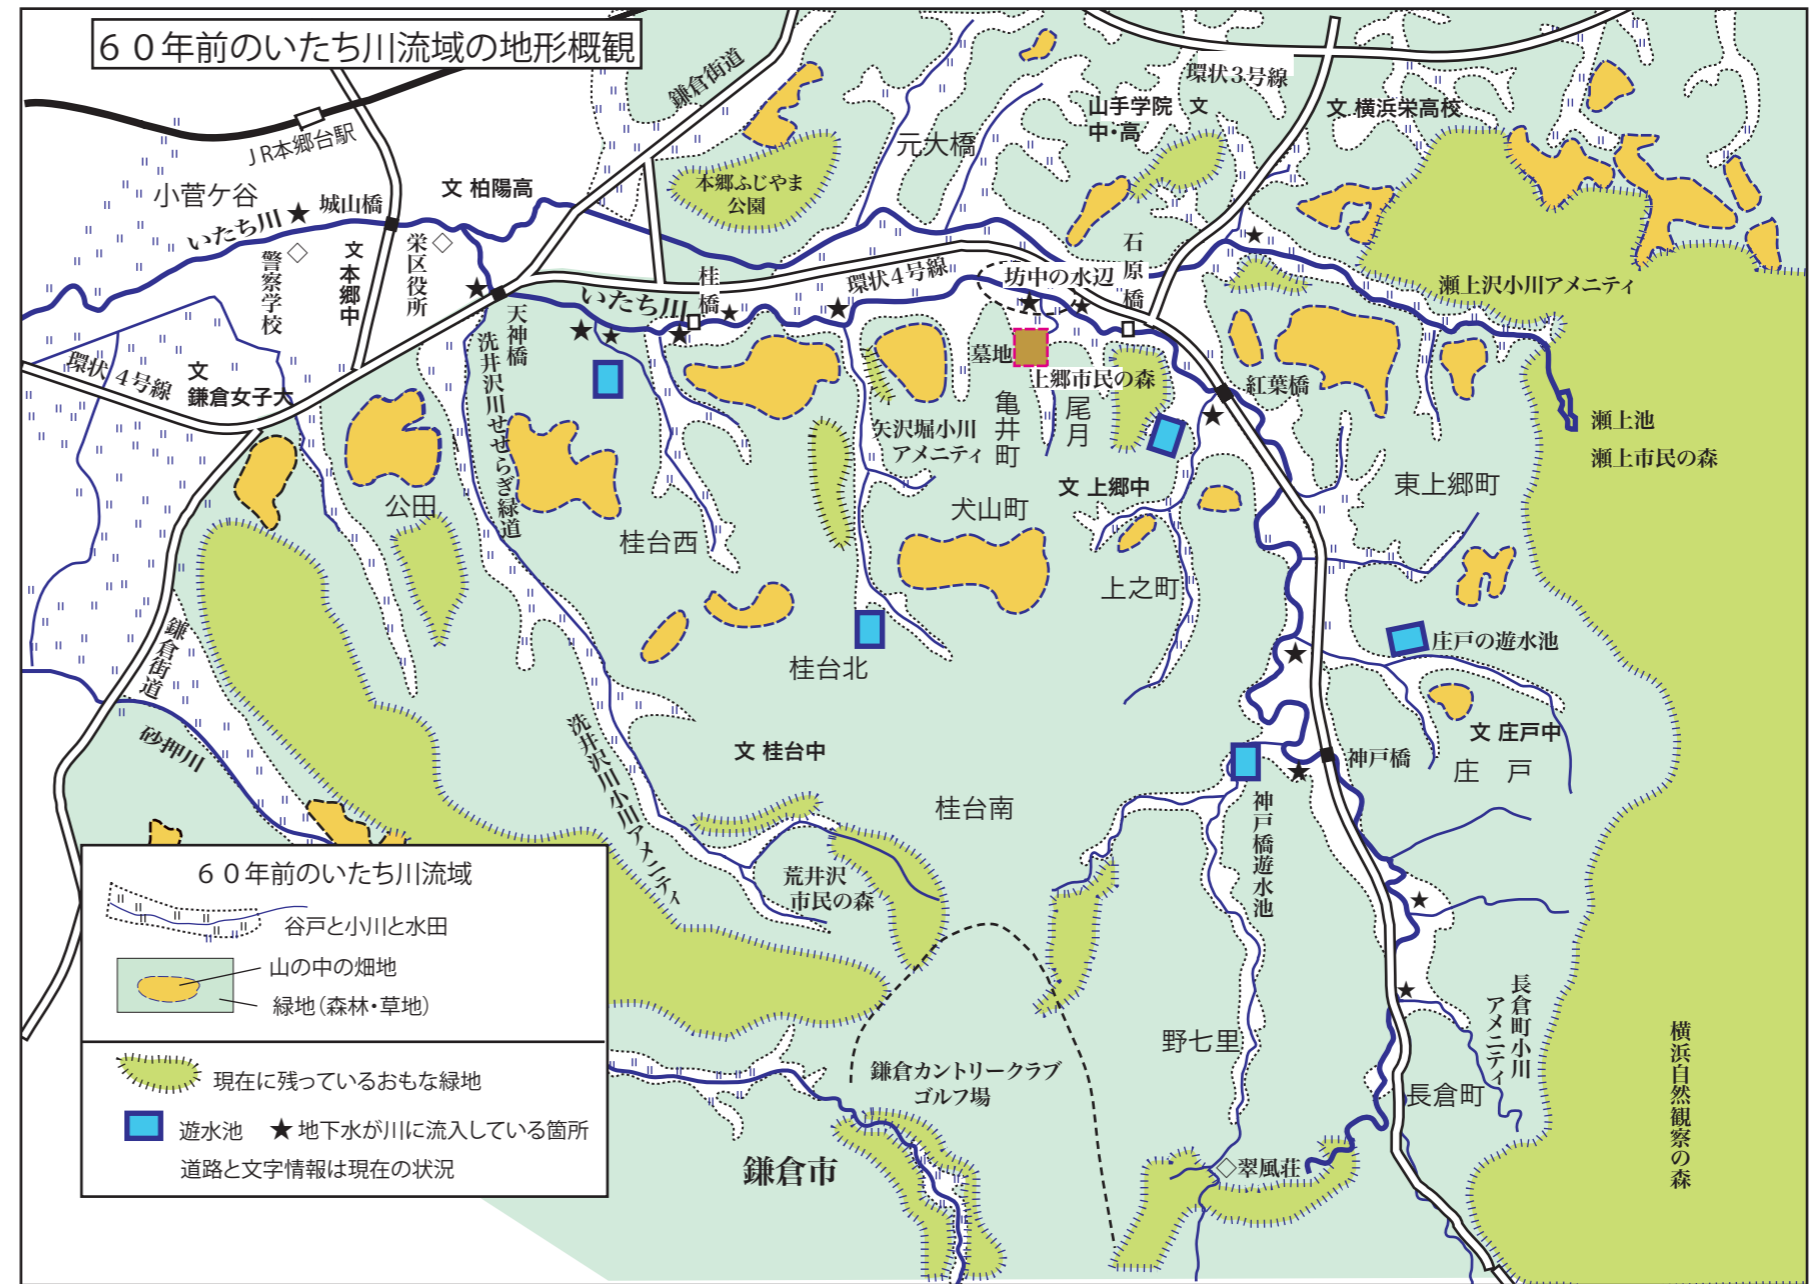 ６０年前のいたち川流域の地形概観
鎌倉街道
環状３号線
山手学院 文
中・高
文 横浜栄高校
ＪＲ本郷台駅
元大橋
小菅ケ谷
文 柏陽高
本郷ふじやま
公園
いたち川
城山橋
警察学校
文 本郷中
栄区役所
石原橋
坊中の水辺
桂橋
環状４号線
いたち川
瀬上沢小川アメニティ
天神橋
洗井沢川せせらぎ緑道
環状 ４号線
文
鎌倉女子大
墓地
上郷市民の森
紅葉橋
亀井町
尾月
矢沢堀小川
アメニティ
瀬上池
瀬上市民の森
文 上郷中
東上郷町
公田
桂台西
犬山町
上之町
鎌倉街道
桂台北
庄戸の遊水池
砂押川
洗井沢川小川アメニティ
文 桂台中
文 庄戸中
神戸橋
庄 戸
桂台南
神戸橋遊水池
荒井沢
市民の森
６０年前のいたち川流域
谷戸と小川と水田
山の中の畑地
緑地（森林・草地）
現在に残っているおもな緑地
遊水池 ★ 地下水が川に流入している箇所
道路と文字情報は現在の状況
長倉町小川
アメニティ
野七里
鎌倉カントリークラブ
ゴルフ場
長倉町
横浜自然観察の森
鎌倉市
翠風荘